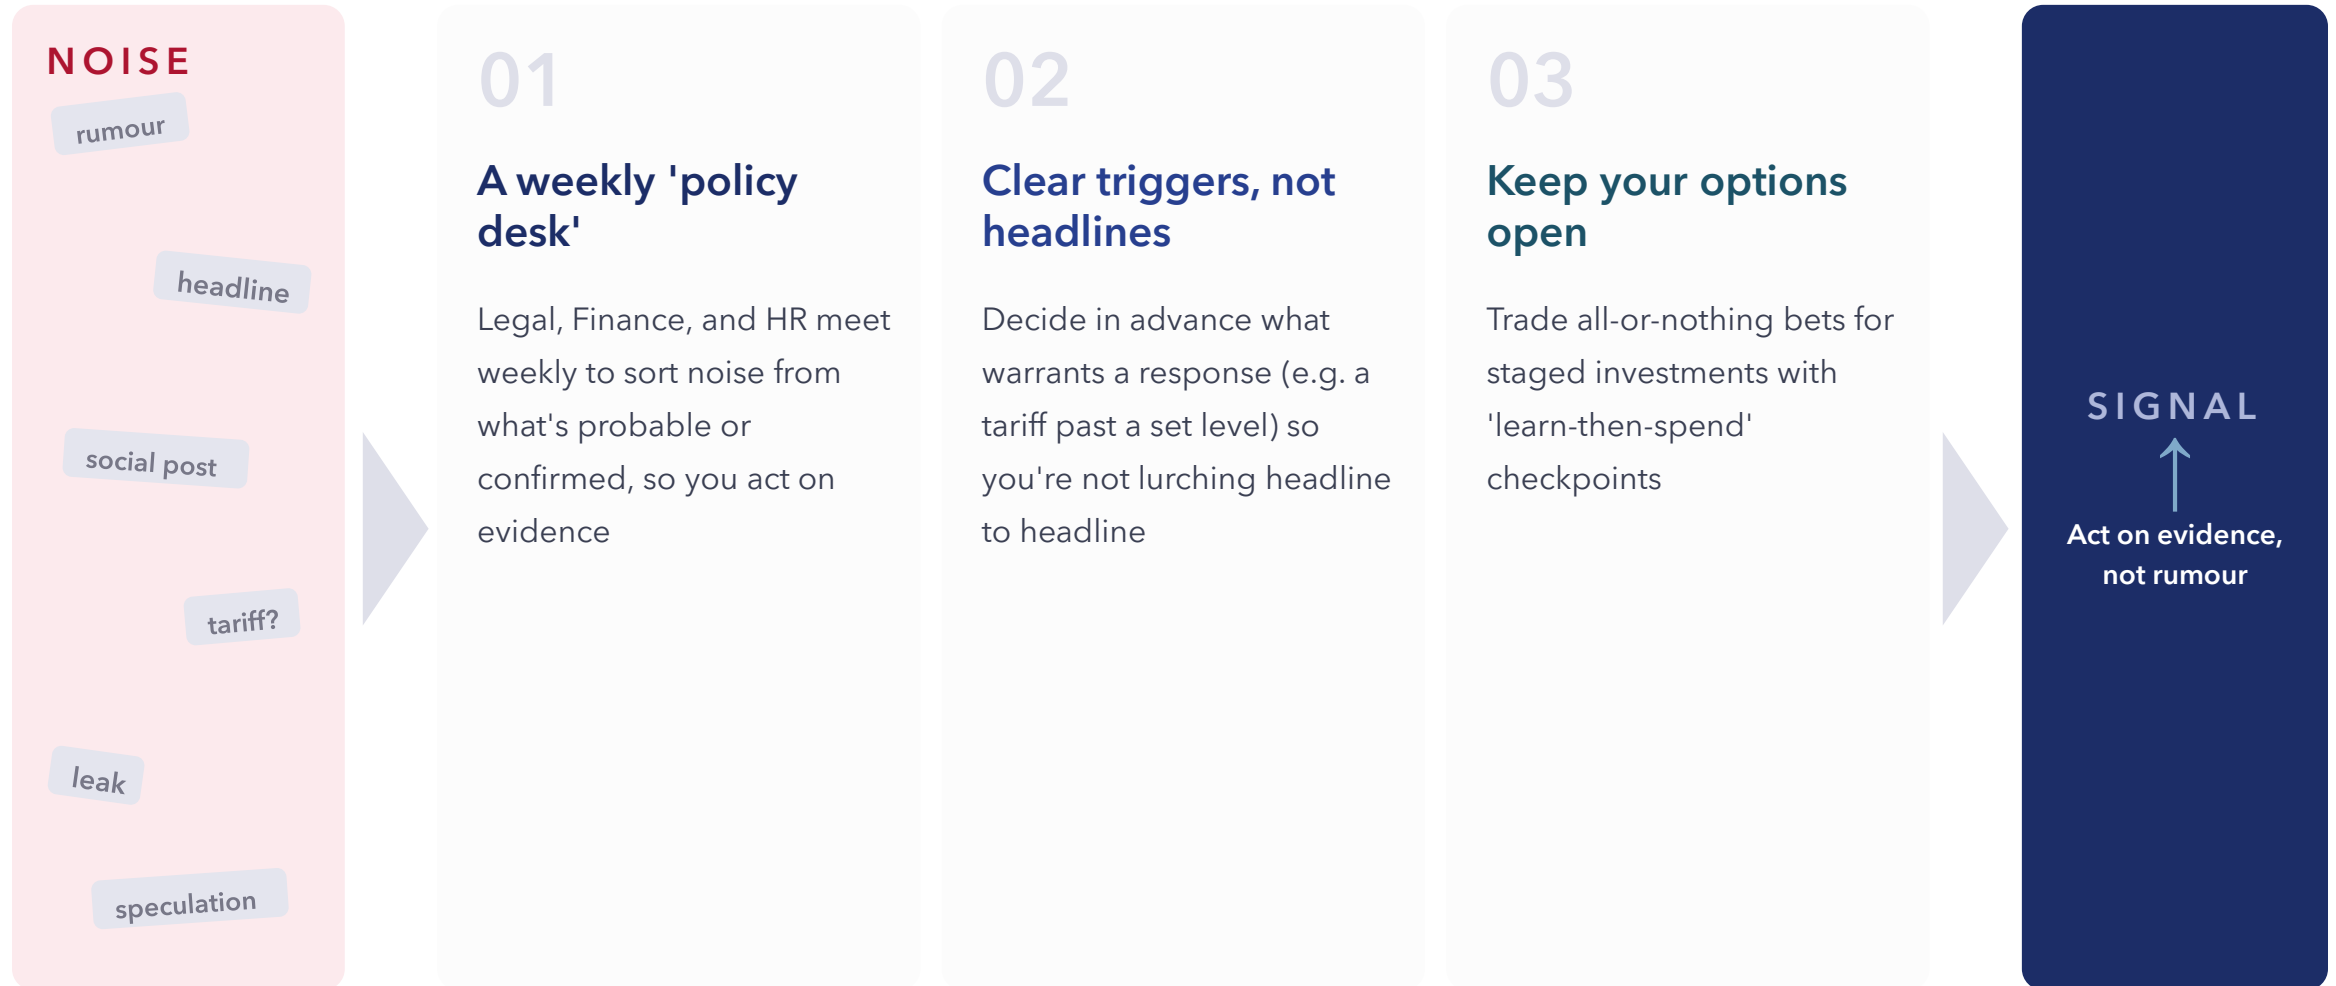 NOISE
rumour
headline
social post
tariff?
leak
speculation
01
A weekly 'policy
desk'
Legal, Finance, and HR meet
weekly to sort noise from
what's probable or
confirmed, so you act on
evidence
02
Clear triggers, not
headlines
Decide in advance what
warrants a response (e.g. a
tariff past a set level) so
you're not lurching headline
to headline
03
Keep your options
open
Trade all-or-nothing bets for
staged investments with
'learn-then-spend'
checkpoints
SIGNAL
Act on evidence,
not rumour